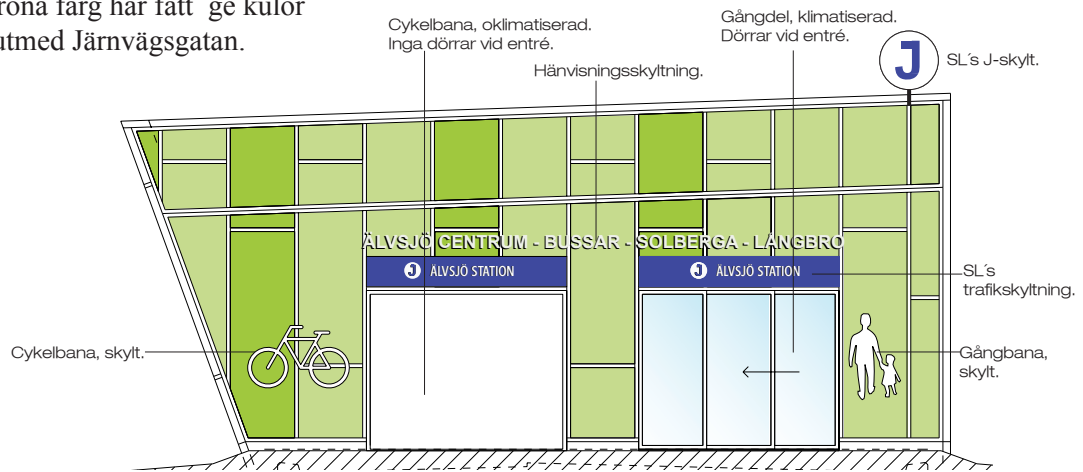 rona färg har fått ge kulör
utmed Järnvägsgatan.
Cykelbana, oklimatiserad.
Inga dörrar vid entré.
Gångdel, klimatiserad.
Dörrar vid entré.
Hänvisningsskyltning.
J
SL´s J-skylt.
ÄLVSJÖ CENTRUM - BUSSAR - SOLBERGA - LÅNGBRO
J ÄLVSJÖ STATION
J ÄLVSJÖ STATION
SL´s
trafikskyltning.
Cykelbana, skylt.
Gångbana,
skylt.